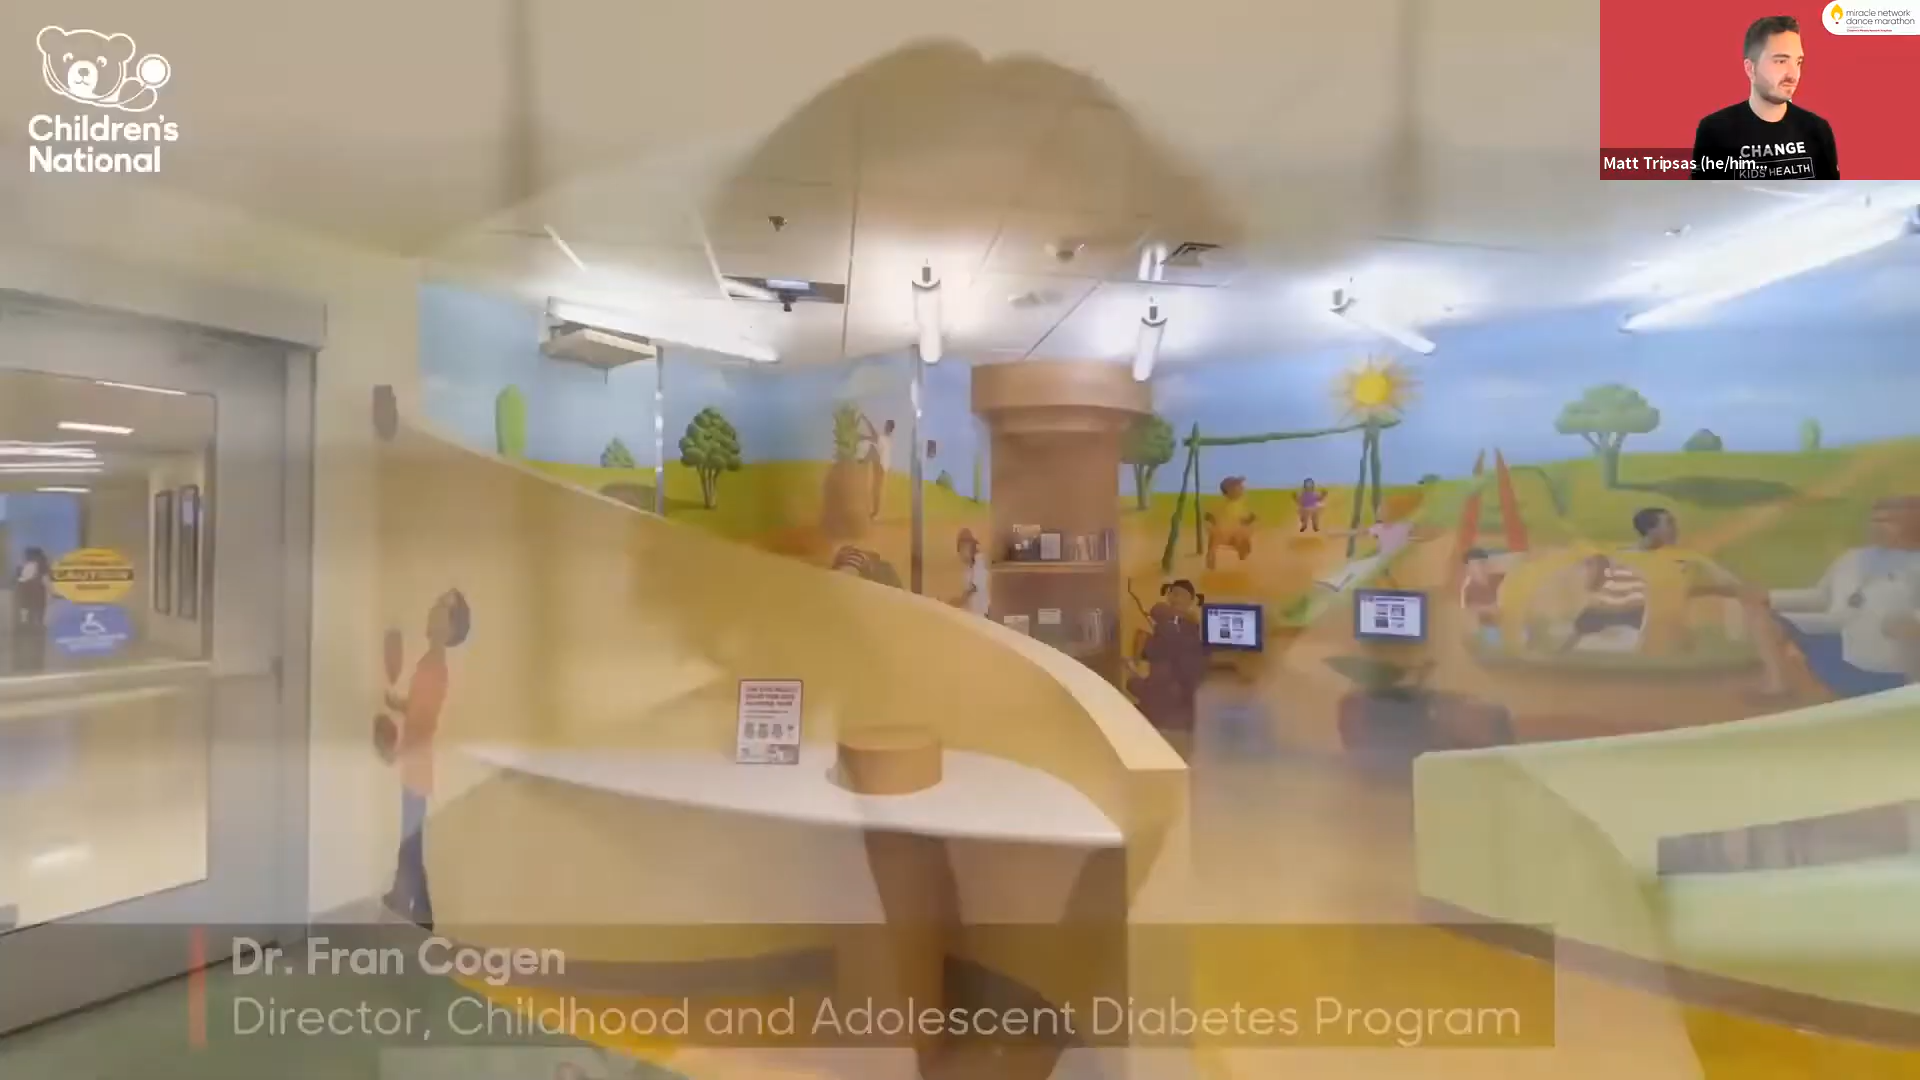 Children's
National
miracle network
dance marathon
CHANGE
KIDS HEALTH
Matt Tripsas (he/him...
CAUTION
Dr. Fran Cogen
Director, Childhood and Adolescent Diabetes Program